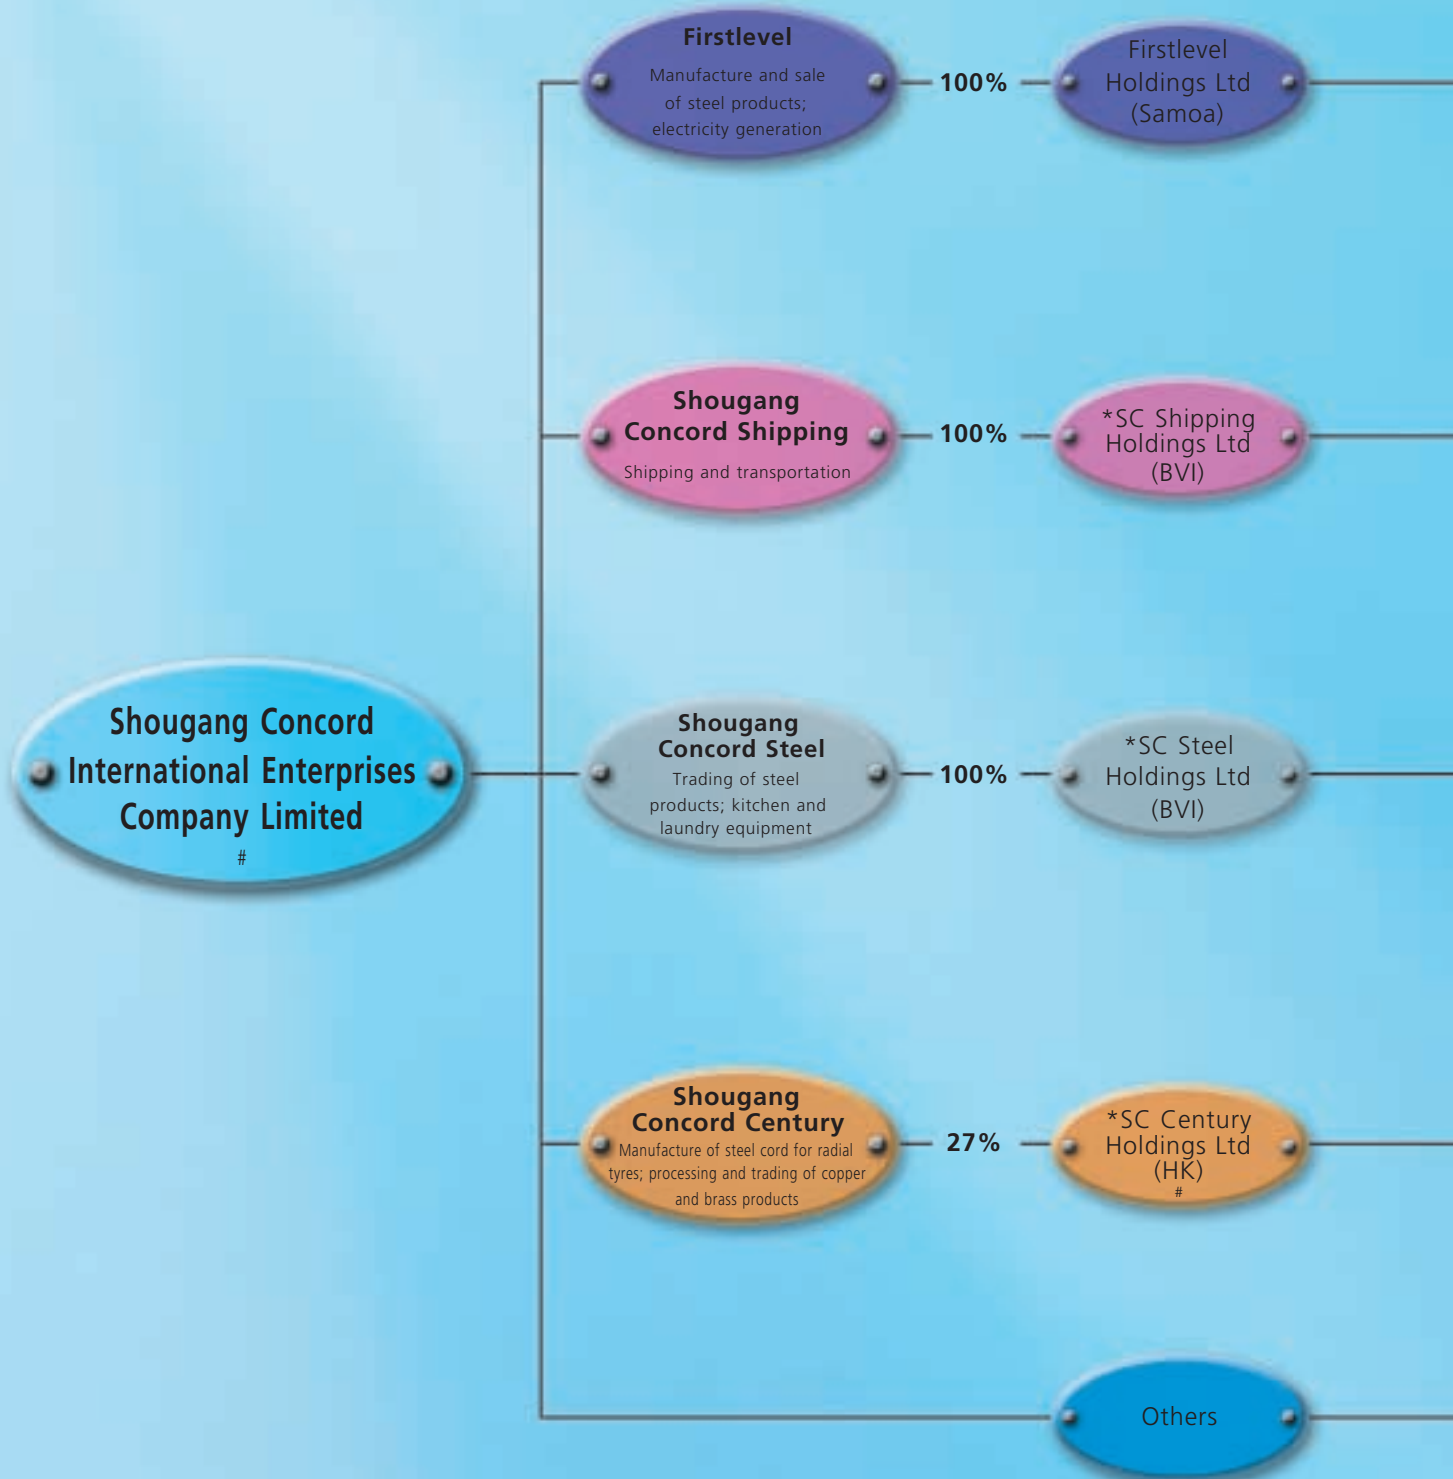 Firstlevel
Manufacture and sale
of steel products;
electricity generation
100%
Firstlevel
Holdings Ltd
(Samoa)
Shougang
Concord Shipping
Shipping and transportation
100%
*SC Shipping
Holdings Ltd
(BVI)
Shougang Concord
International Enterprises
Company Limited
#
Shougang
Concord Steel
Trading of steel
products; kitchen and
laundry equipment
100%
*SC Steel
Holdings Ltd
(BVI)
Shougang
Concord Century
Manufacture of steel cord for radial
tyres; processing and trading of copper
and brass products
27%
*SC Century
Holdings Ltd
(HK)
#
Others